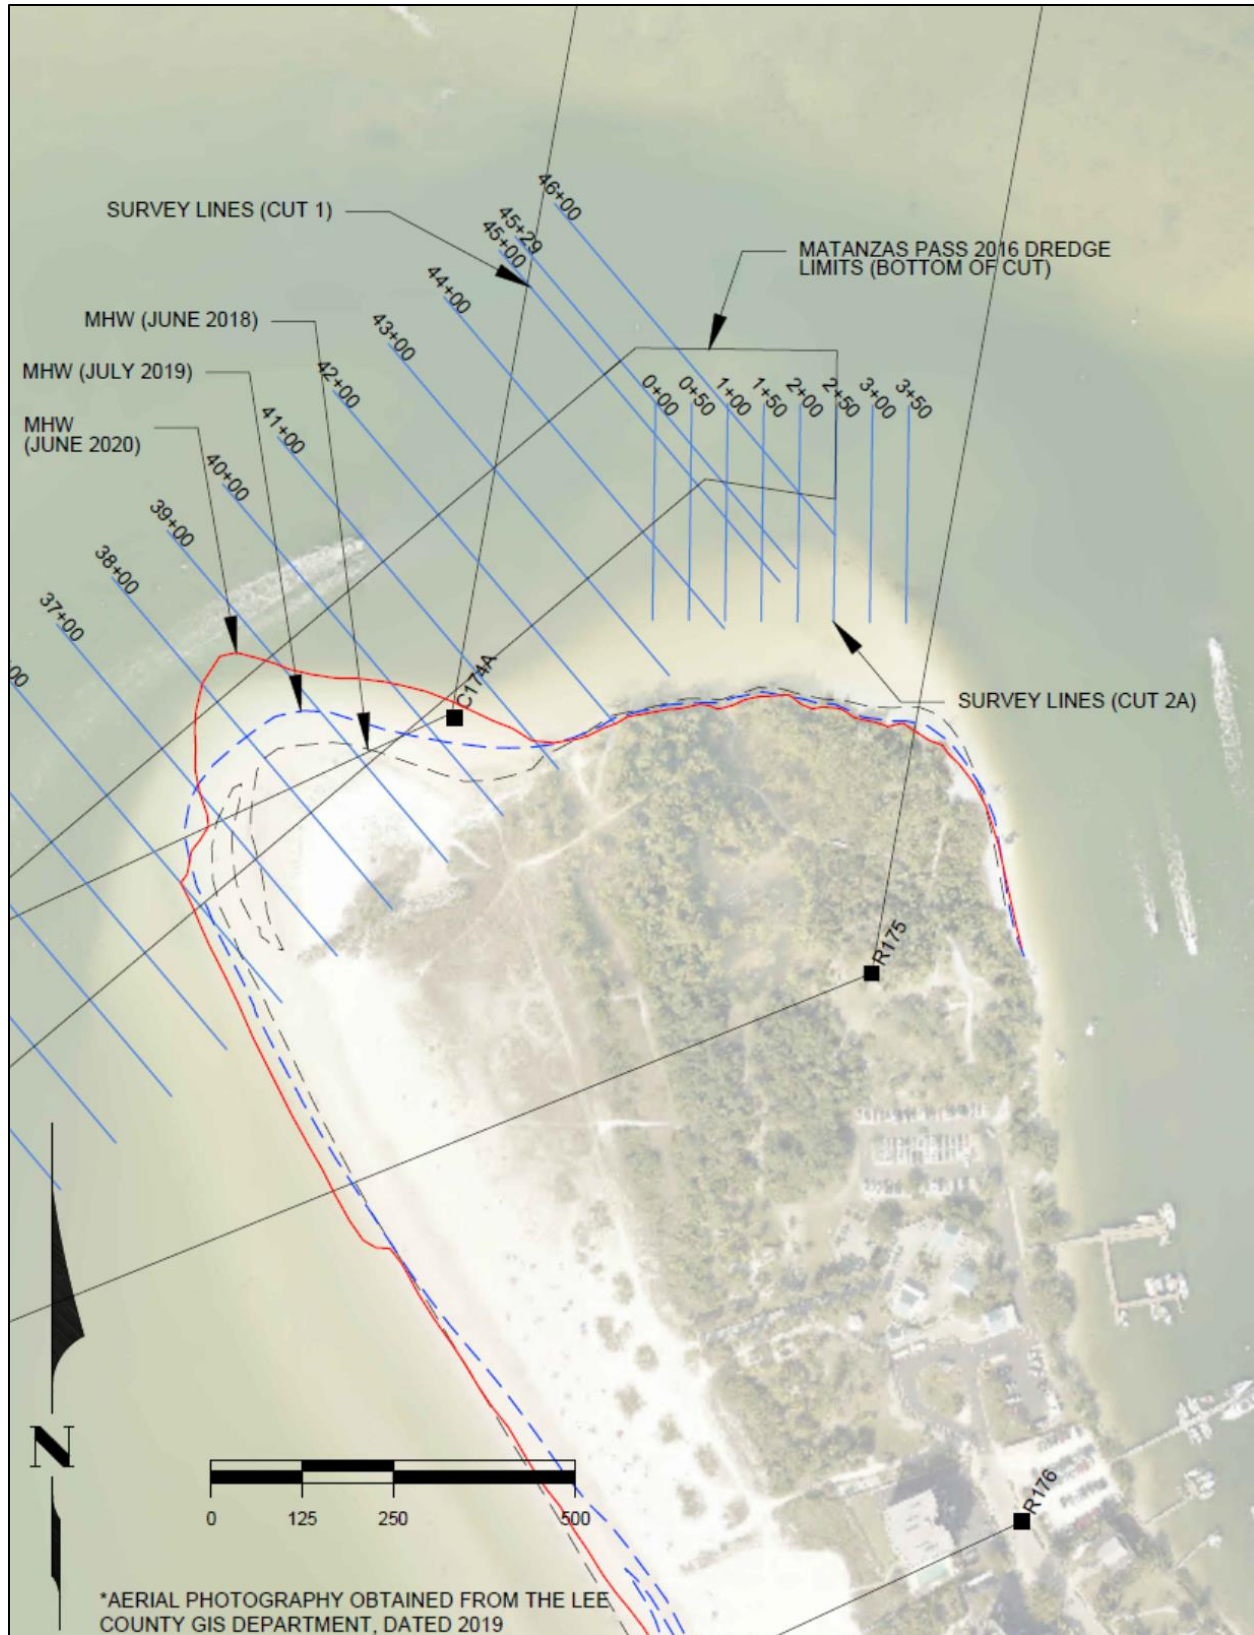 46+00
45+29
45+00
SURVEY LINES (CUT 1)
MATANZAS PASS 2016 DREDGE
LIMITS (BOTTOM OF CUT)
44+00
MHW (JUNE 2018)
43+00
MHW (JULY 2019)
42+00
0+00
0+50
1+00
1+50
2+00
2+50
3+00
3+50
MHW
(JUNE 2020)
41+00
40+00
39+00
38+00
37+00
00
C174A
SURVEY LINES (CUT 2A)
R175
N
R176
0 125 250 500
*AERIAL PHOTOGRAPHY OBTAINED FROM THE LEE
COUNTY GIS DEPARTMENT, DATED 2019